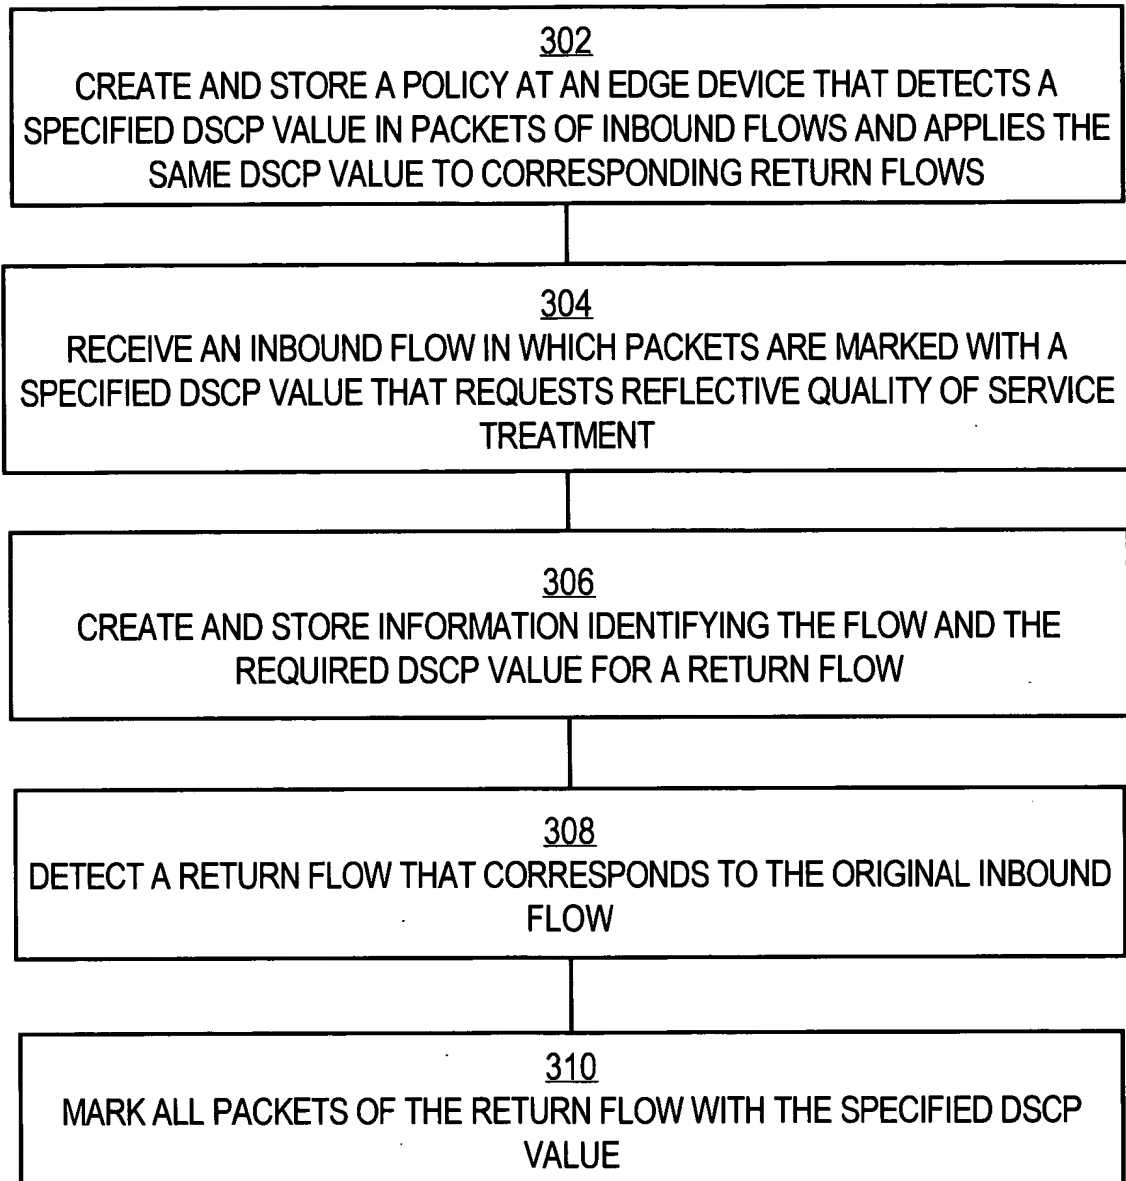 302
CREATE AND STORE A POLICY AT AN EDGE DEVICE THAT DETECTS A
SPECIFIED DSCP VALUE IN PACKETS OF INBOUND FLOWS AND APPLIES THE
SAME DSCP VALUE TO CORRESPONDING RETURN FLOWS
304
RECEIVE AN INBOUND FLOW IN WHICH PACKETS ARE MARKED WITH A
SPECIFIED DSCP VALUE THAT REQUESTS REFLECTIVE QUALITY OF SERVICE
TREATMENT
306
CREATE AND STORE INFORMATION IDENTIFYING THE FLOW AND THE
REQUIRED DSCP VALUE FOR A RETURN FLOW
308
DETECT A RETURN FLOW THAT CORRESPONDS TO THE ORIGINAL INBOUND
FLOW
310
MARK ALL PACKETS OF THE RETURN FLOW WITH THE SPECIFIED DSCP
VALUE